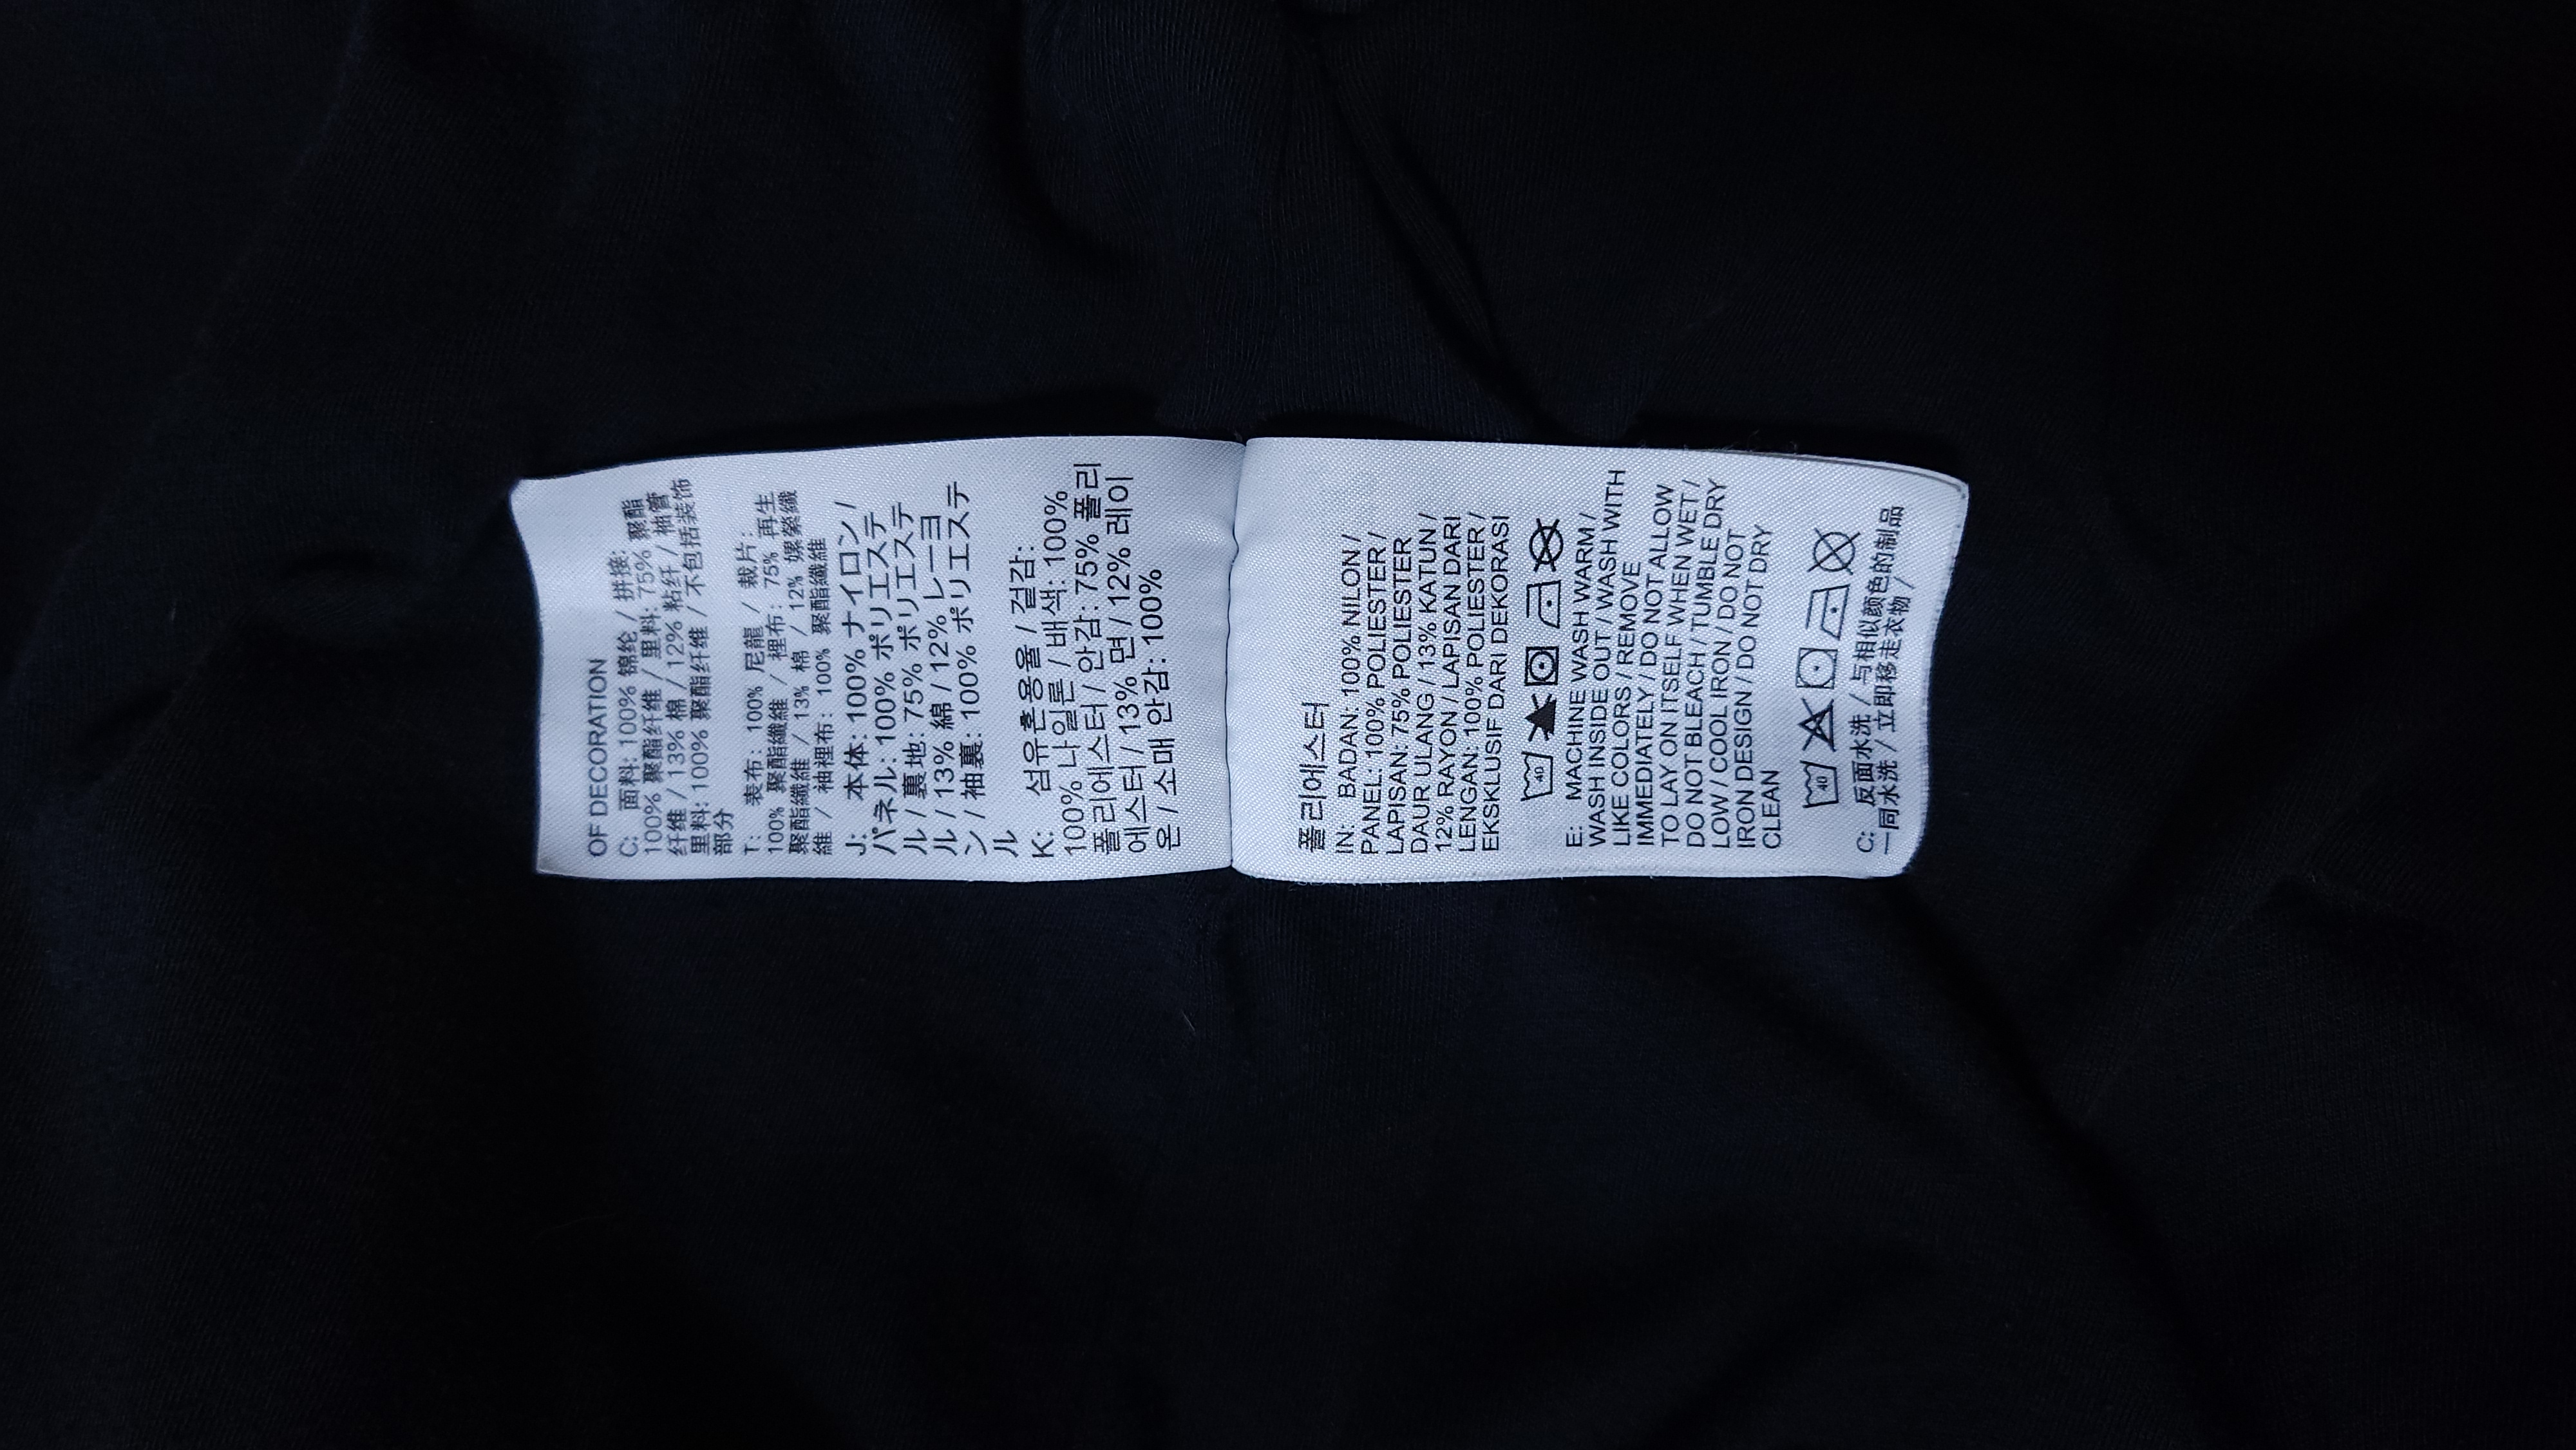 OF DECORATION
C: 面料: 100% 锦纶 / 拼接:
100% 聚酯纤维 / 里料: 75% 聚酯
纤维 / 13% 棉 / 12% 粘纤 / 袖管
里料: 100% 聚酯纤维 / 不包括装饰
部分
T: 表布: 100% 尼龍 / 裁片:
100% 聚酯纖維 / 裡布: 75% 再生
聚酯纖維 / 13% 棉 / 12% 嫘縈纖
維 / 袖裡布: 100% 聚酯纖維
J: 本体: 100% ナイロン /
パネル: 100% ポリエステ
ル / 裏地: 75% ポリエステ
ル / 13% 綿 / 12% レーヨ
ン / 袖裏: 100% ポリエステ
ル
K: 섬유혼용율 / 겉감:
100% 나일론 / 배색: 100%
폴리에스터 / 안감: 75% 폴리
에스터 / 13% 면 / 12% 레이
온 / 소매 안감: 100%
폴리에스터
IN: BADAN: 100% NILON /
PANEL: 100% POLIESTER /
LAPISAN: 75% POLIESTER
DAUR ULANG / 13% KATUN /
12% RAYON / LAPISAN DARI
LENGAN: 100% POLIESTER /
EKSKLUSIF DARI DEKORASI
40
E: MACHINE WASH WARM /
WASH INSIDE OUT / WASH WITH
LIKE COLORS / REMOVE
IMMEDIATELY / DO NOT ALLOW
TO LAY ON ITSELF WHEN WET /
DO NOT BLEACH / TUMBLE DRY
LOW / COOL IRON / DO NOT
IRON DESIGN / DO NOT DRY
CLEAN
40
C: 反面水洗 / 与相似颜色的制品
一同水洗 / 立即移走衣物 /